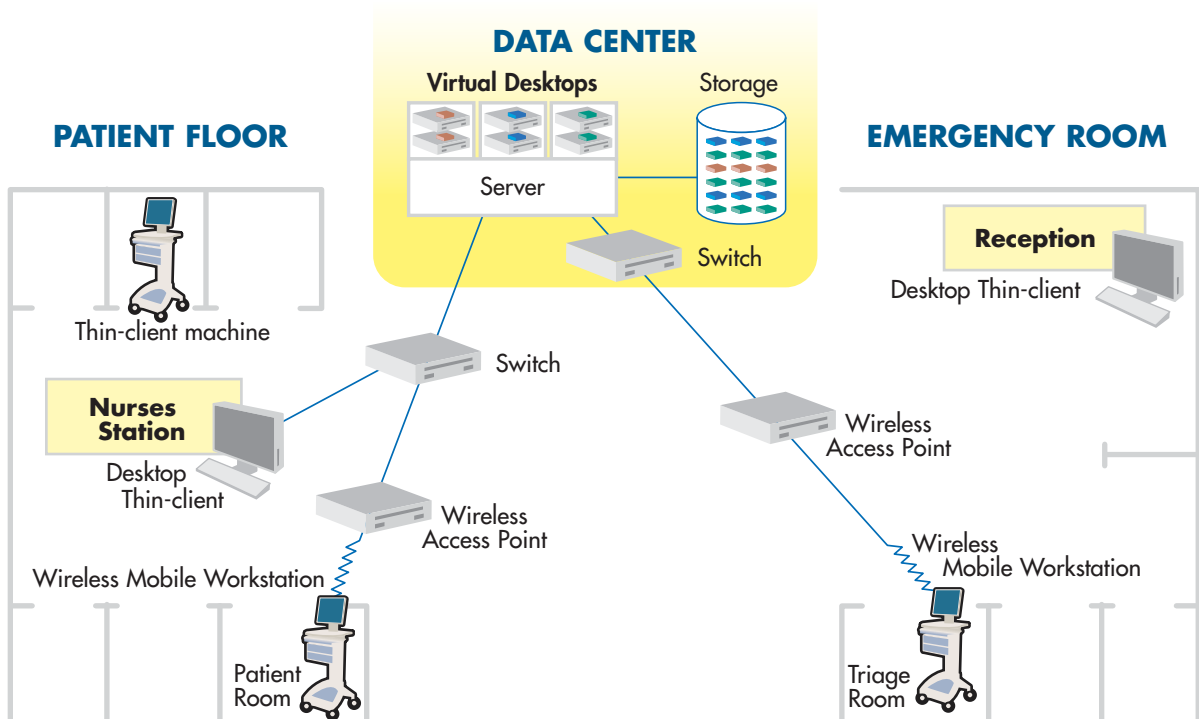 DATA CENTER
Virtual Desktops
Storage
Server
Switch
PATIENT FLOOR
Thin-client machine
Switch
Nurses
Station
Desktop
Thin-client
Wireless
Access Point
Wireless Mobile Workstation
Patient
Room
EMERGENCY ROOM
Reception
Desktop Thin-client
Wireless
Access Point
Wireless
Mobile Workstation
Triage
Room